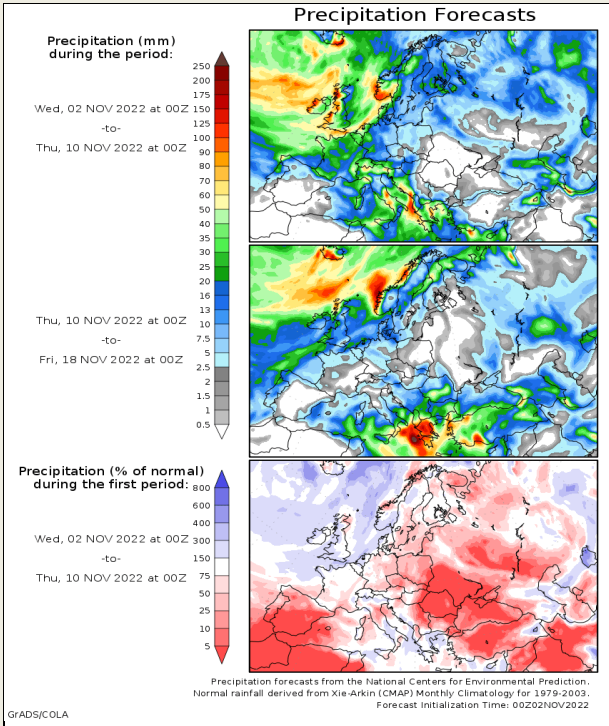 Precipitation Forecasts
Precipitation (mm)
during the period:
Wed, 02 NOV 2022 at 00Z
-to-
Thu, 10 NOV 2022 at 00Z
250
200
175
150
125
100
90
80
70
60
50
40
35
30
25
20
16
13
10
7.5
5
2.5
2
1.5
1
0.5
Thu, 10 NOV 2022 at 00Z
-to-
Fri, 18 NOV 2022 at 00Z
Precipitation (% of normal)
during the first period:
Wed, 02 NOV 2022 at 00Z
-to-
Thu, 10 NOV 2022 at 00Z
800
600
400
300
150
75
50
25
10
5
Precipitation forecasts from the National Centers for Environmental Prediction.
Normal rainfall derived from Xie-Arkin (CMAP) Monthly Climatology for 1979-2003.
Forecast Initialization Time: 00Z02NOV2022
GrADS/COLA